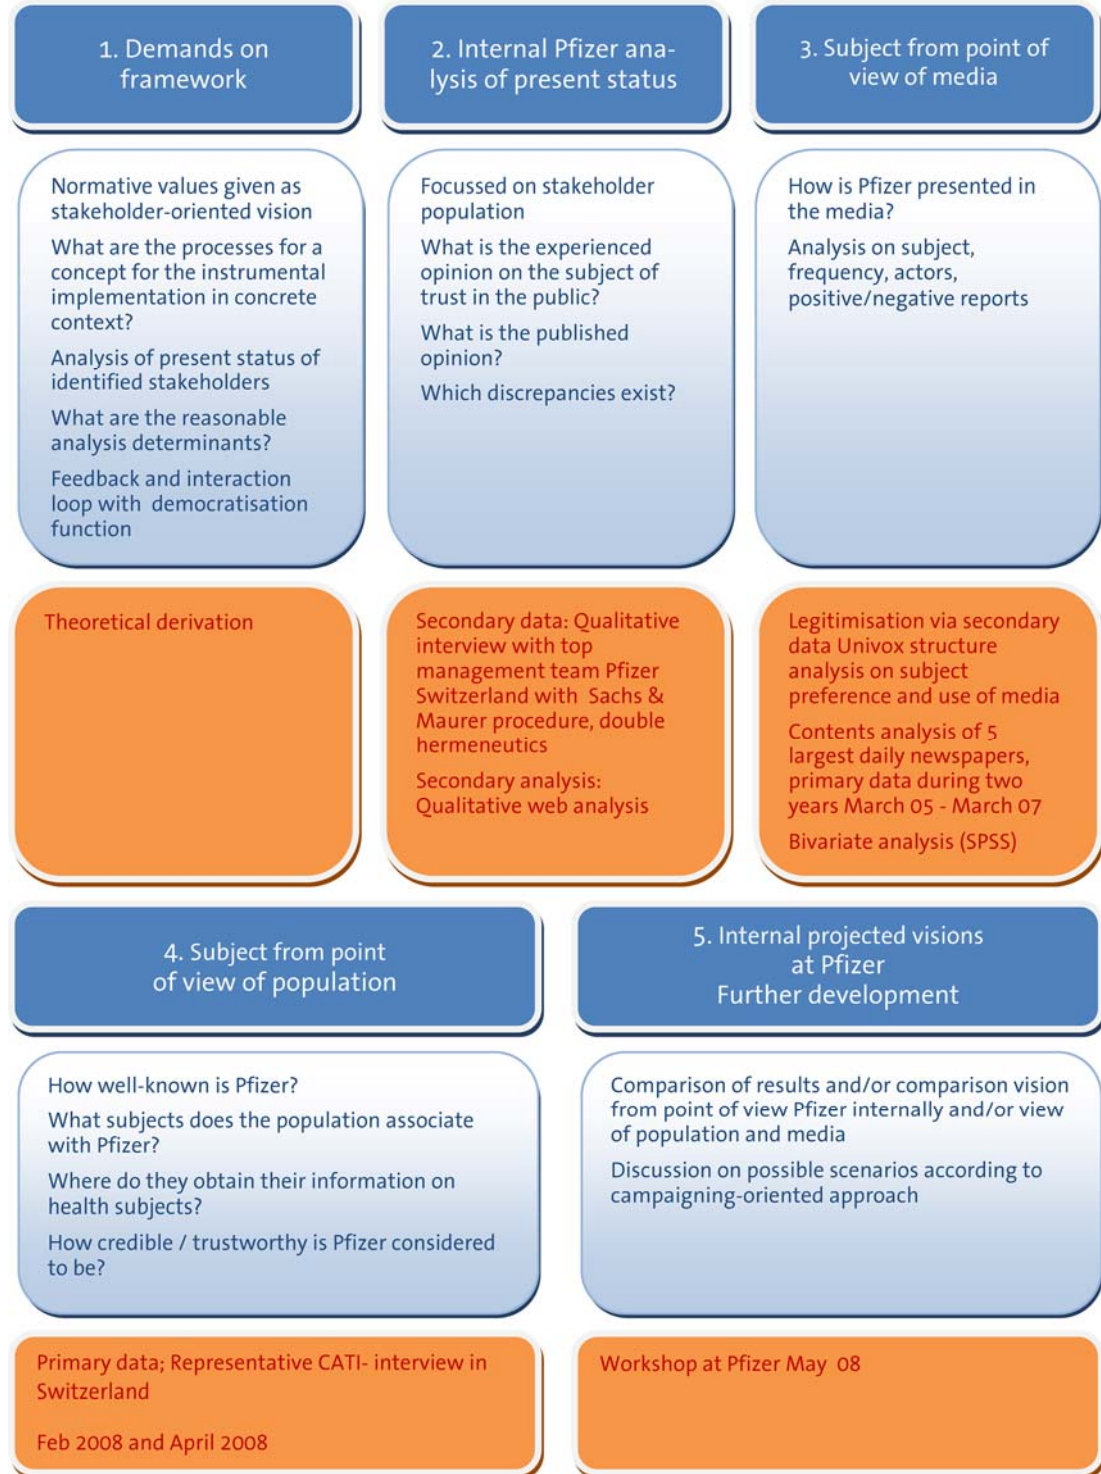 1. Demands on
framework
2. Internal Pfizer ana-
lysis of present status
3. Subject from point of
view of media
Normative values given as
stakeholder-oriented vision
What are the processes for a
concept for the instrumental
implementation in concrete
context?
Analysis of present status of
identified stakeholders
What are the reasonable
analysis determinants?
Feedback and interaction
loop with democratisation
function
Focussed on stakeholder
population
What is the experienced
opinion on the subject of
trust in the public?
What is the published
opinion?
Which discrepancies exist?
How is Pfizer presented in
the media?
Analysis on subject,
frequency, actors,
positive/negative reports
Theoretical derivation
Secondary data: Qualitative
interview with top
management team Pfizer
Switzerland with Sachs &
Maurer procedure, double
hermeneutics
Secondary analysis:
Qualitative web analysis
Legitimisation via secondary
data Univox structure
analysis on subject
preference and use of media
Contents analysis of 5
largest daily newspapers,
primary data during two
years March 05 - March 07
Bivariate analysis (SPSS)
4. Subject from point
of view of population
5. Internal projected visions
at Pfizer
Further development
How well-known is Pfizer?
What subjects does the population associate
with Pfizer?
Where do they obtain their information on
health subjects?
How credible / trustworthy is Pfizer considered
to be?
Comparison of results and/or comparison vision
from point of view Pfizer internally and/or view
of population and media
Discussion on possible scenarios according to
campaigning-oriented approach
Primary data; Representative CATI- interview in
Switzerland
Feb 2008 and April 2008
Workshop at Pfizer May 08